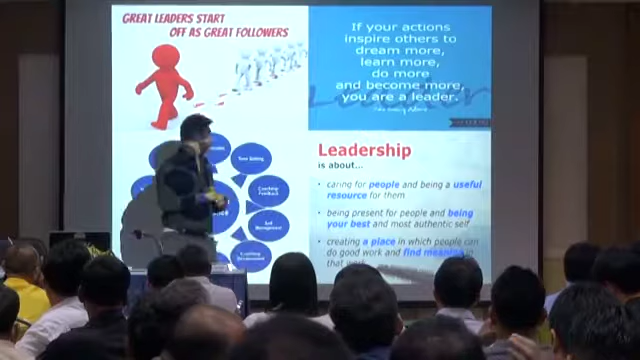 GREAT LEADERS START
OFF AS GREAT FOLLOWERS
If your actions
inspire others to
dream more,
learn more,
do more
and become more,
you are a leader.
Leadership
is about...
• caring for people and being a useful
resource for them
• being present for people and being
your best and most authentic self
• creating a place in which people can
do good work and find meaning in
that work
Team Building
Coaching
Feedback
Self
Management